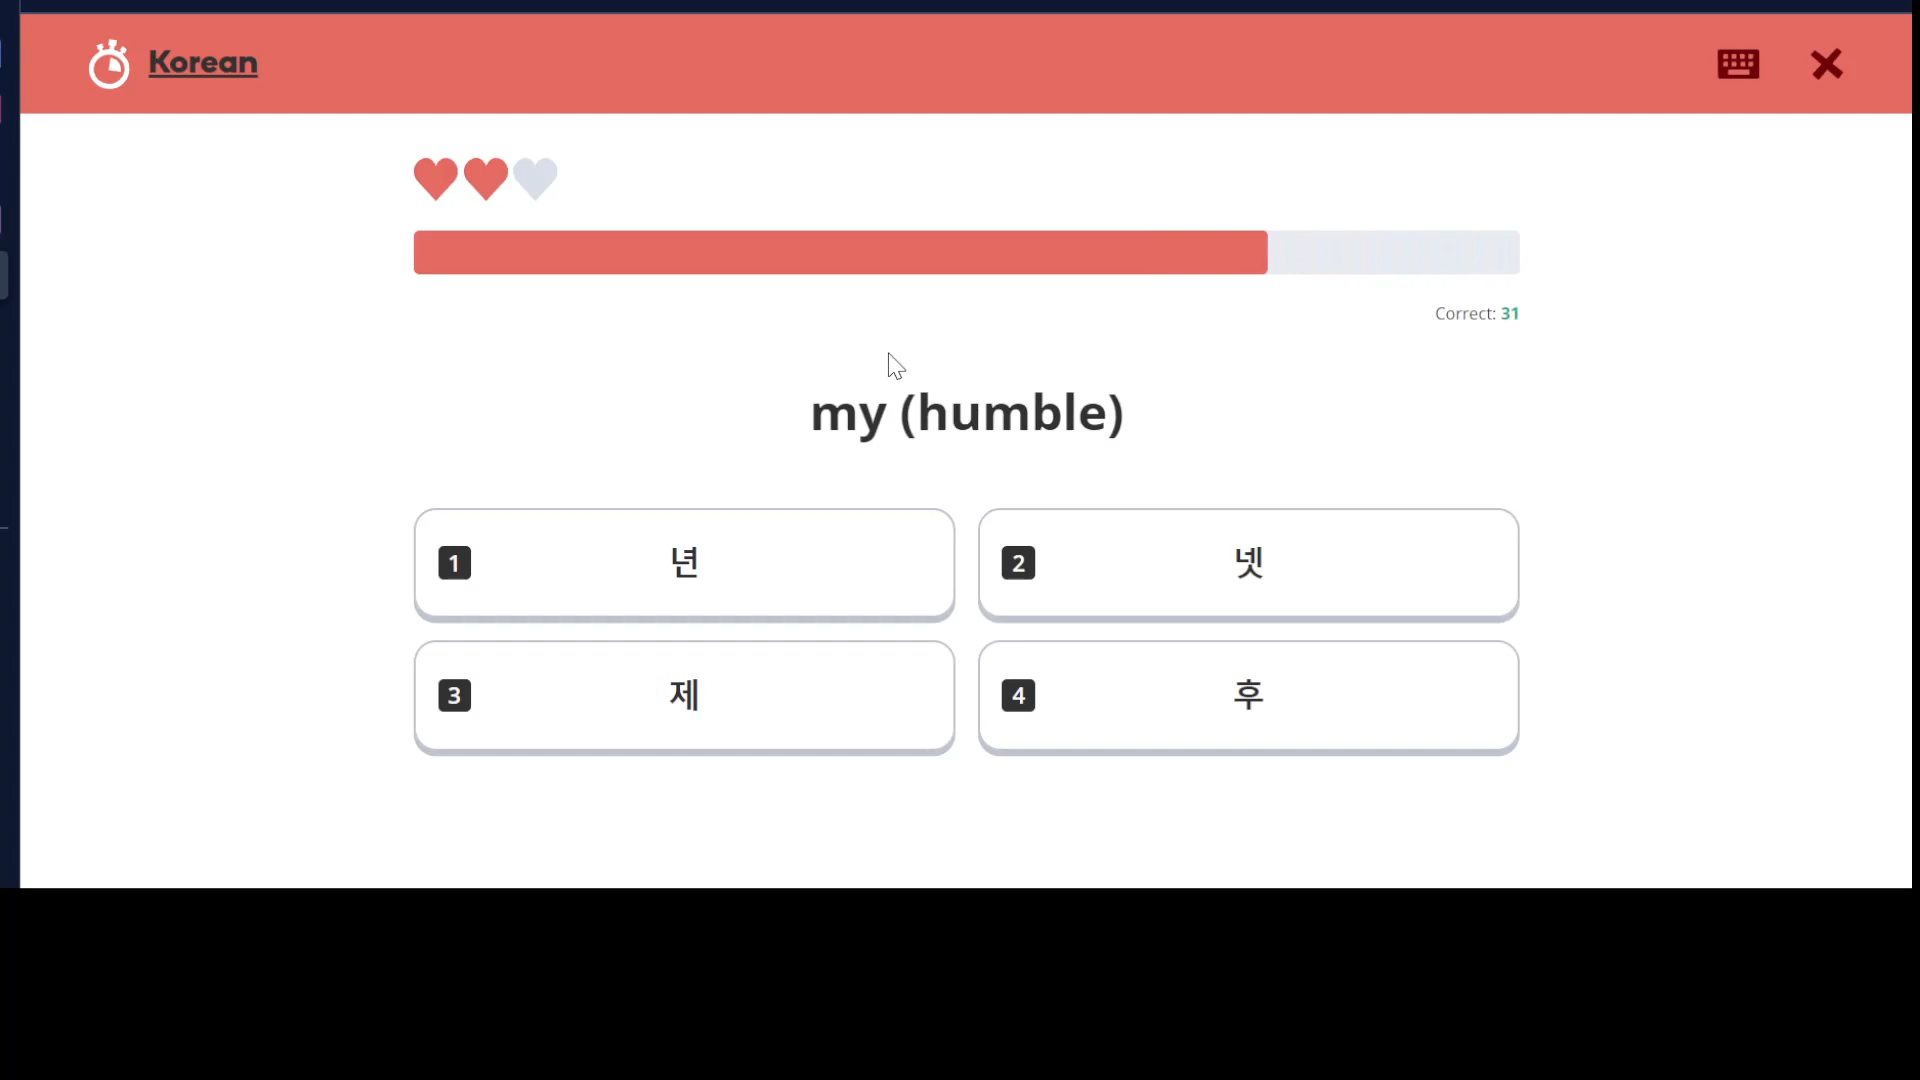 Korean
Correct: 31
my (humble)
1 년
2 넷
3 제
4 후